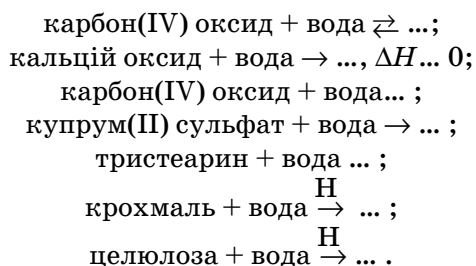 карбон(IV) оксид + вода ⇄ ...;
кальцій оксид + вода → ..., ΔH ... 0;
карбон(IV) оксид + вода... ;
купрум(II) сульфат + вода → ... ;
тристеарин + вода ... ;
крохмаль + вода H→ ... ;
целюлоза + вода H→ ... .